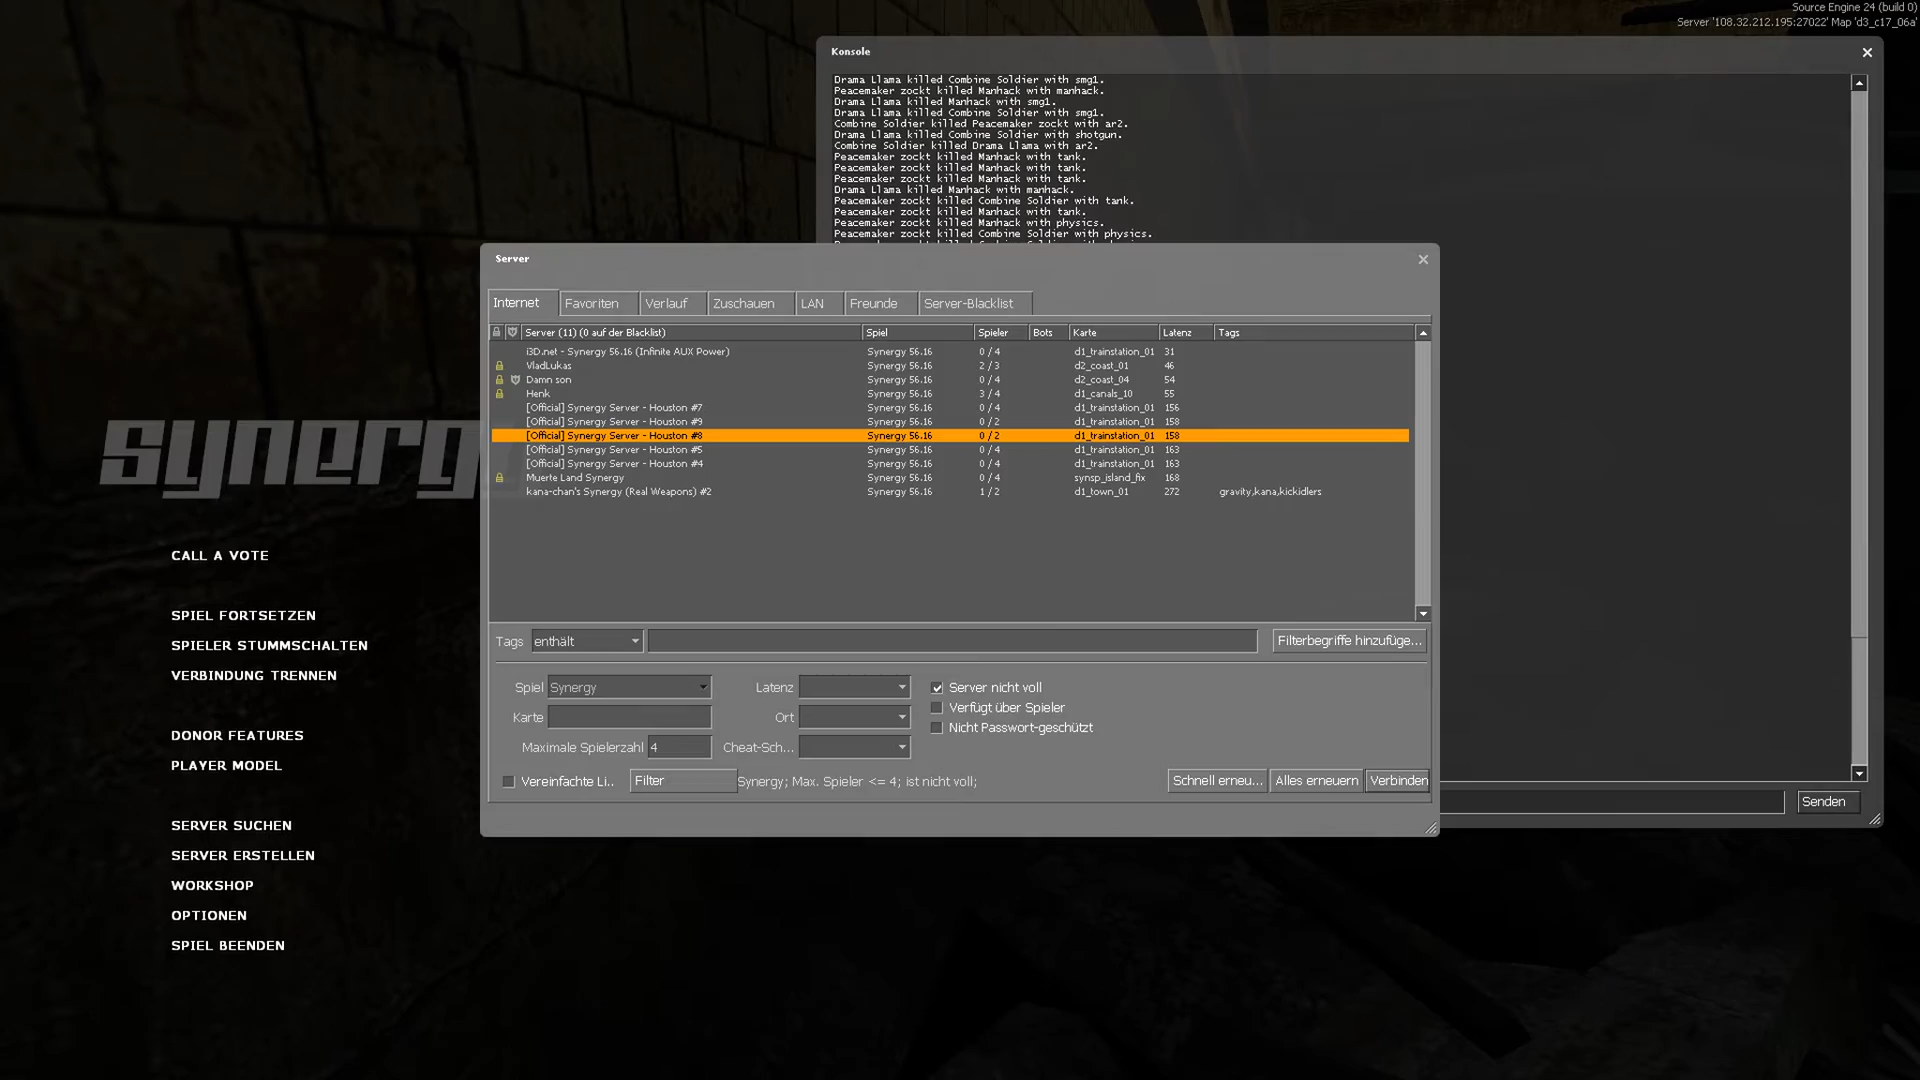 Source Engine 24 (build 0)
Server '108.32.212.195:27022' Map 'd3_c17_06a'
Konsole
Drama Llama killed Combine Soldier with smg1.
Peacemaker zockt killed Manhack with manhack.
Drama Llama killed Manhack with smg1.
Drama Llama killed Combine Soldier with smg1.
Combine Soldier killed Peacemaker zockt with ar2.
Drama Llama killed Combine Soldier with shotgun.
Combine Soldier killed Drama Llama with ar2.
Peacemaker zockt killed Manhack with tank.
Peacemaker zockt killed Manhack with tank.
Peacemaker zockt killed Manhack with tank.
Drama Llama killed Manhack with manhack.
Peacemaker zockt killed Combine Soldier with tank.
Peacemaker zockt killed Manhack with tank.
Peacemaker zockt killed Manhack with physics.
Peacemaker zockt killed Combine Soldier with physics.
Server
Internet Favoriten Verlauf Zuschauen LAN Freunde Server-Blacklist
Server (11) (0 auf der Blacklist) Spiel Spieler Bots Karte Latenz Tags
i3D.net - Synergy 56.16 (Infinite AUX Power) Synergy 56.16 0 / 4 d1_trainstation_01 31
VladLukas Synergy 56.16 2 / 3 d2_coast_01 46
Damn son Synergy 56.16 0 / 4 d2_coast_04 54
Henk Synergy 56.16 3 / 4 d1_canals_10 55
[Official] Synergy Server - Houston #7 Synergy 56.16 0 / 4 d1_trainstation_01 156
[Official] Synergy Server - Houston #9 Synergy 56.16 0 / 2 d1_trainstation_01 158
[Official] Synergy Server - Houston #8 Synergy 56.16 0 / 2 d1_trainstation_01 158
[Official] Synergy Server - Houston #5 Synergy 56.16 0 / 4 d1_trainstation_01 163
[Official] Synergy Server - Houston #4 Synergy 56.16 0 / 4 d1_trainstation_01 163
Muerte Land Synergy Synergy 56.16 0 / 4 synsp_island_fix 168
kana-chan's Synergy (Real Weapons) #2 Synergy 56.16 1 / 2 d1_town_01 272 gravity,kana,kickidlers
Tags enthält Filterbegriffe hinzufüge...
Spiel Synergy Latenz Server nicht voll
Verfügt über Spieler
Karte Ort
Nicht Passwort-geschützt
Maximale Spielerzahl 4 Cheat-Sch...
Vereinfachte Li.. Filter Synergy; Max. Spieler <= 4; ist nicht voll; Schnell erneu... Alles erneuern Verbinden
Senden
synerg
CALL A VOTE
SPIEL FORTSETZEN
SPIELER STUMMSCHALTEN
VERBINDUNG TRENNEN
DONOR FEATURES
PLAYER MODEL
SERVER SUCHEN
SERVER ERSTELLEN
WORKSHOP
OPTIONEN
SPIEL BEENDEN